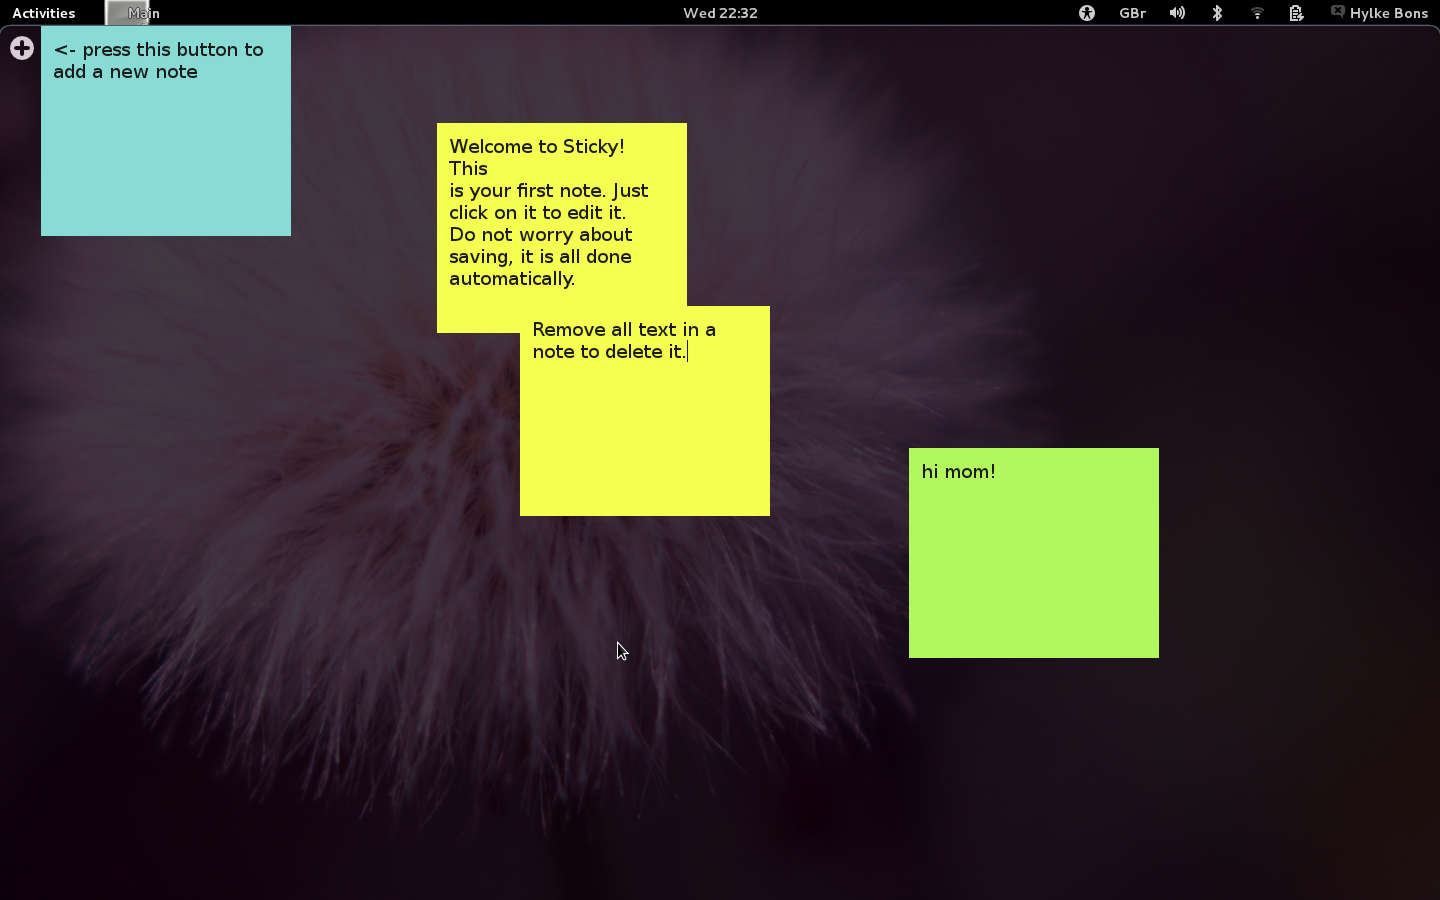 Activities
Main
Wed 22:32
GBr
Hylke Bons
<- press this button to
add a new note
Welcome to Sticky!
This
is your first note. Just
click on it to edit it.
Do not worry about
saving, it is all done
automatically.
Remove all text in a
note to delete it.
hi mom!